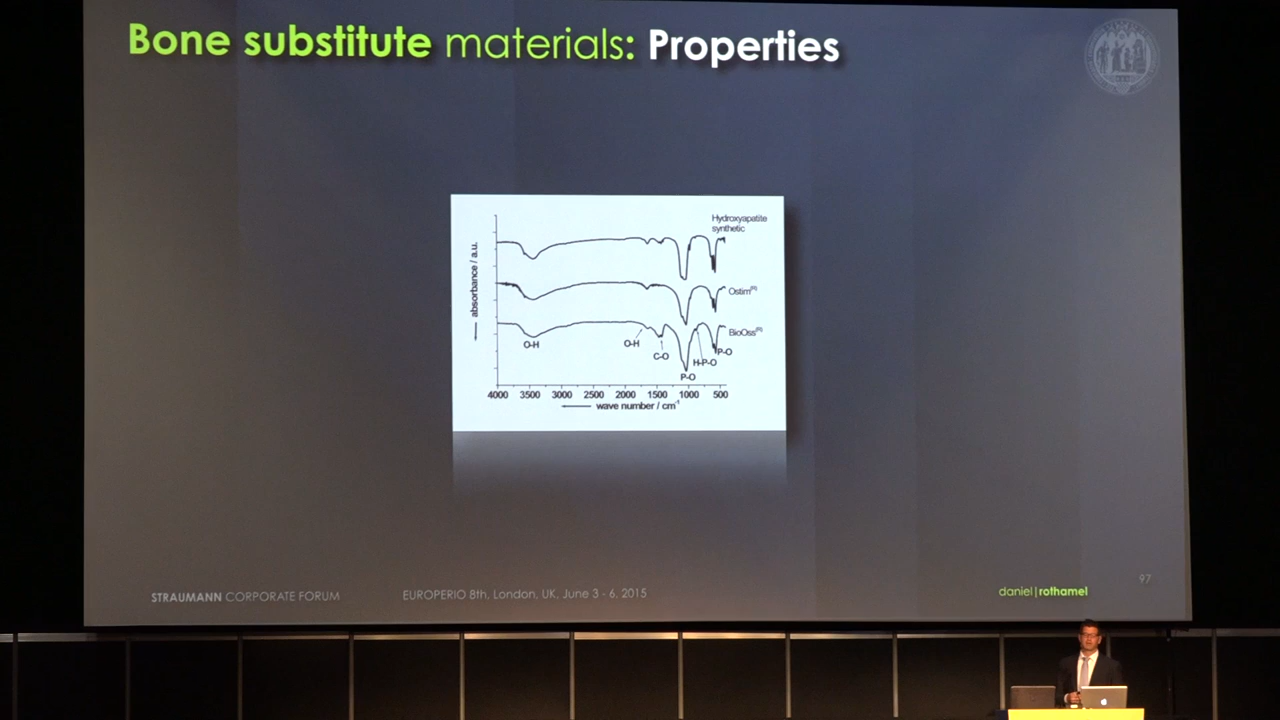 Bone substitute materials: Properties
Hydroxyapatite
synthetic
Ostim(R)
BioOss(R)
absorbance / a.u.
O-H
O-H
C-O
P-O
H-P-O
P-O
4000 3500 3000 2500 2000 1500 1000 500
wave number / cm-1
97
STRAUMANN CORPORATE FORUM
EUROPERIO 8th, London, UK, June 3 - 6, 2015
daniel|rothamel